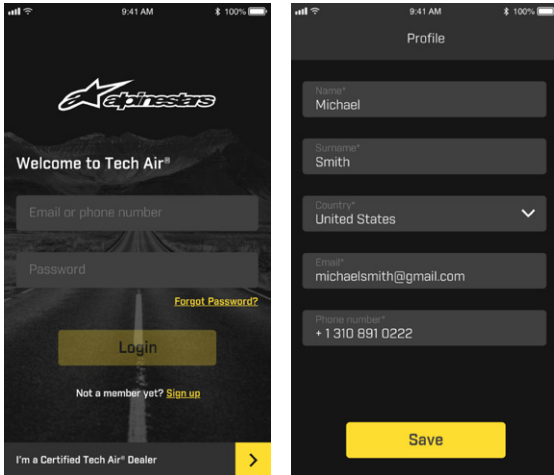 9:41 AM
100%
alpinestars
Welcome to Tech Air®
Email or phone number
Password
Forgot Password?
Login
Not a member yet? Sign up
I'm a Certified Tech Air® Dealer
9:41 AM
100%
Profile
Name*
Michael
Surname*
Smith
Country*
United States
Email*
michaelsmith@gmail.com
Phone number*
+ 1 310 891 0222
Save